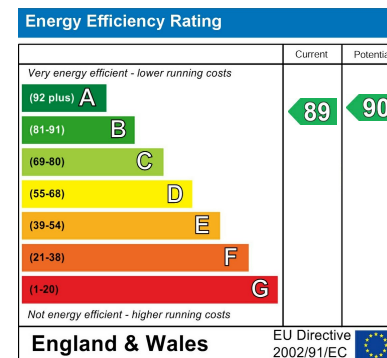 Energy Efficiency Rating
Current Potentia
Very energy efficient - lower running costs
(92 plus) A
(81-91) B
(69-80) C
(55-68) D
(39-54) E
(21-38) F
(1-20) G
89
90
Not energy efficient - higher running costs
England & Wales
EU Directive
2002/91/EC